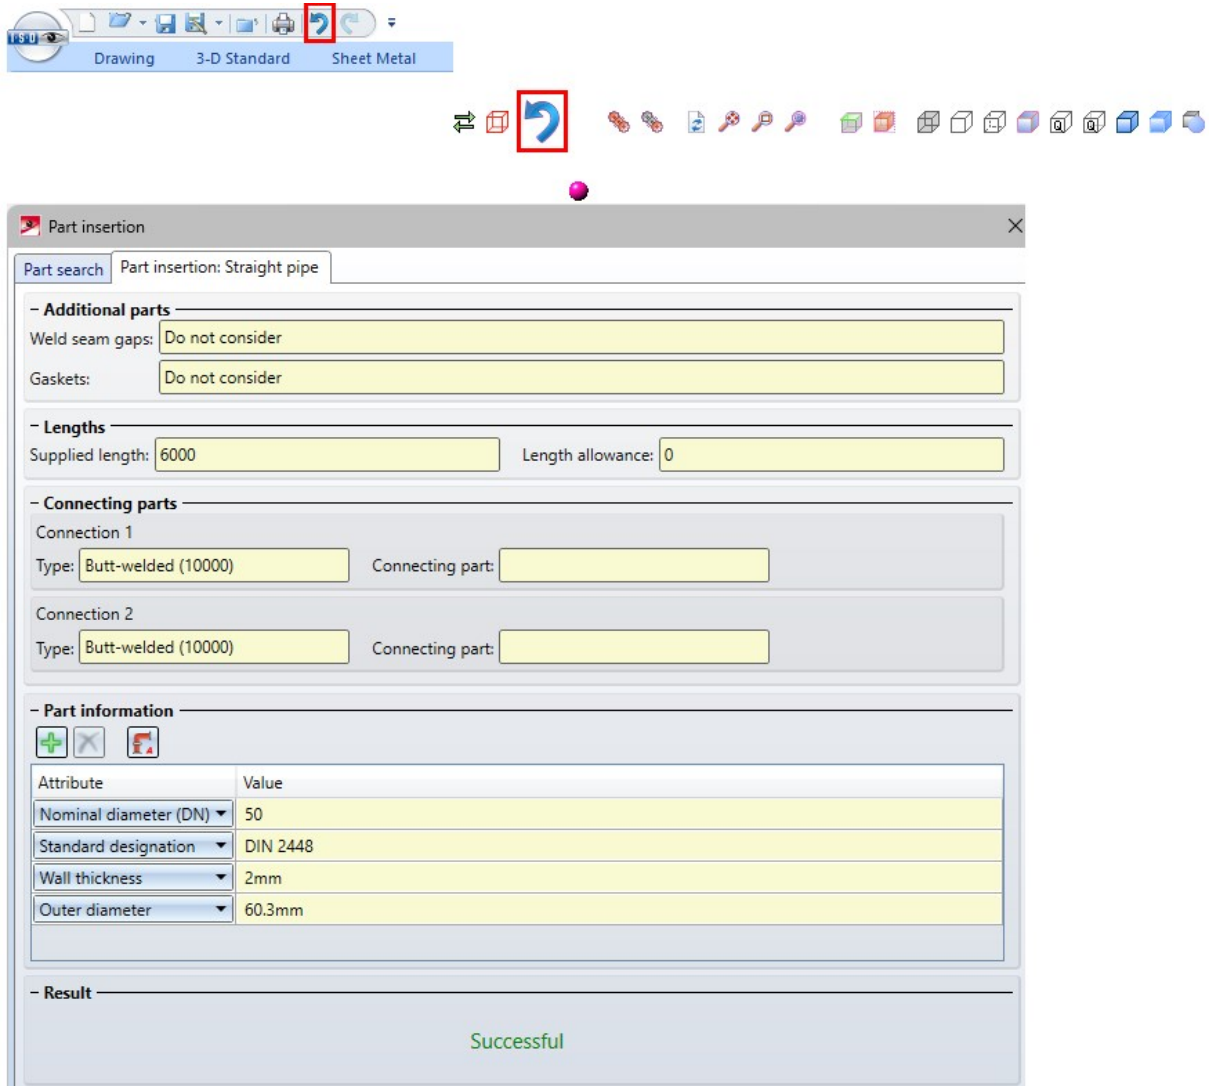 ISD
Drawing 3-D Standard Sheet Metal
Q Q
Part insertion
Part search Part insertion: Straight pipe
– Additional parts
Weld seam gaps: Do not consider
Gaskets: Do not consider
– Lengths
Supplied length: 6000 Length allowance: 0
– Connecting parts
Connection 1
Type: Butt-welded (10000) Connecting part:
Connection 2
Type: Butt-welded (10000) Connecting part:
– Part information
Attribute Value
Nominal diameter (DN) 50
Standard designation DIN 2448
Wall thickness 2mm
Outer diameter 60.3mm
– Result
Successful